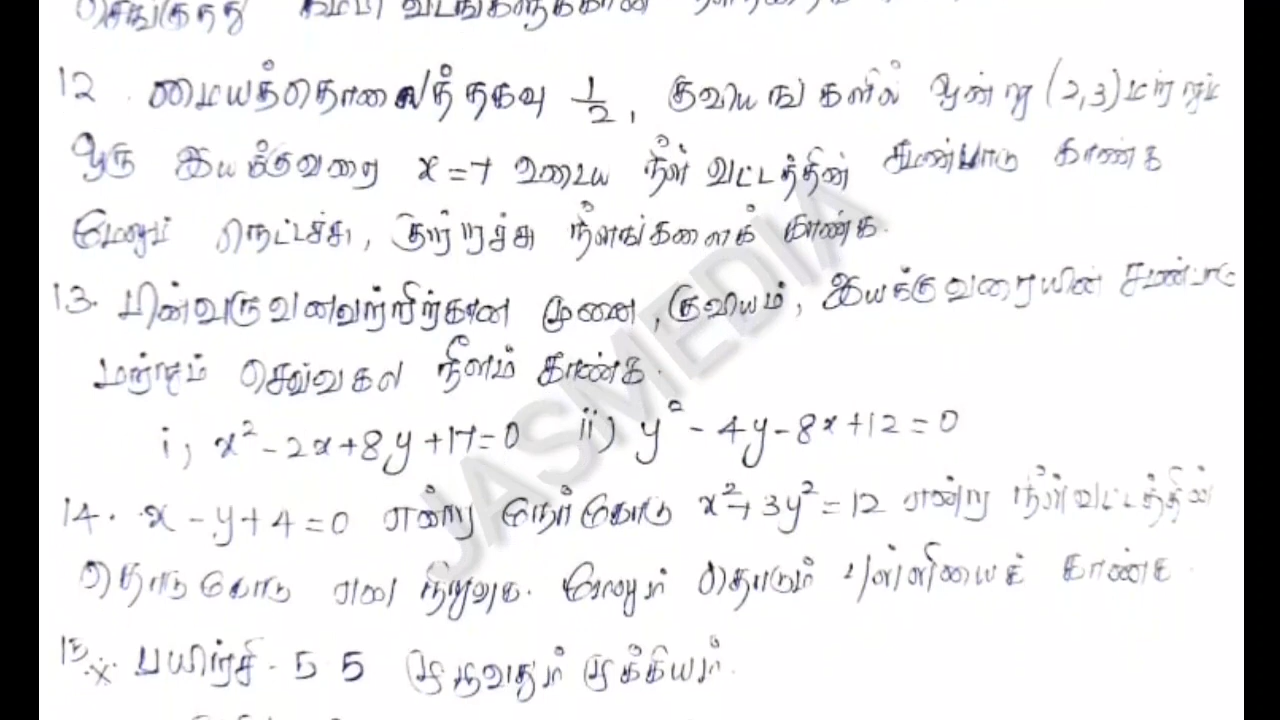 12. மையத்தொலைத்தகவு 1/2, குவியங்களில் ஒன்று (2,3) மற்றும்
ஒரு இயக்குவரை x=7 உடைய நீள் வட்டத்தின் சமன்பாடு காண்க
மேலும் நெட்டச்சு, குற்றச்சு நீளங்களைக் காண்க.
13. பின்வருவனவற்றிற்கான முனை, குவியம், இயக்குவரையின் சமன்பாடு
மற்றும் செவ்வகல நீளம் காண்க.
i) x²-2x+8y+17=0 ii) y²-4y-8x+12=0
14. x-y+4=0 என்ற நேர்கோடு x²+3y²=12 என்ற நீள்வட்டத்தின்
தொடுகோடு என நிறுவுக. மேலும் தொடும் புள்ளியைக் காண்க.
15. பயிற்சி - 5 5 முழுவதும் முக்கியம்.
JASMEDIA